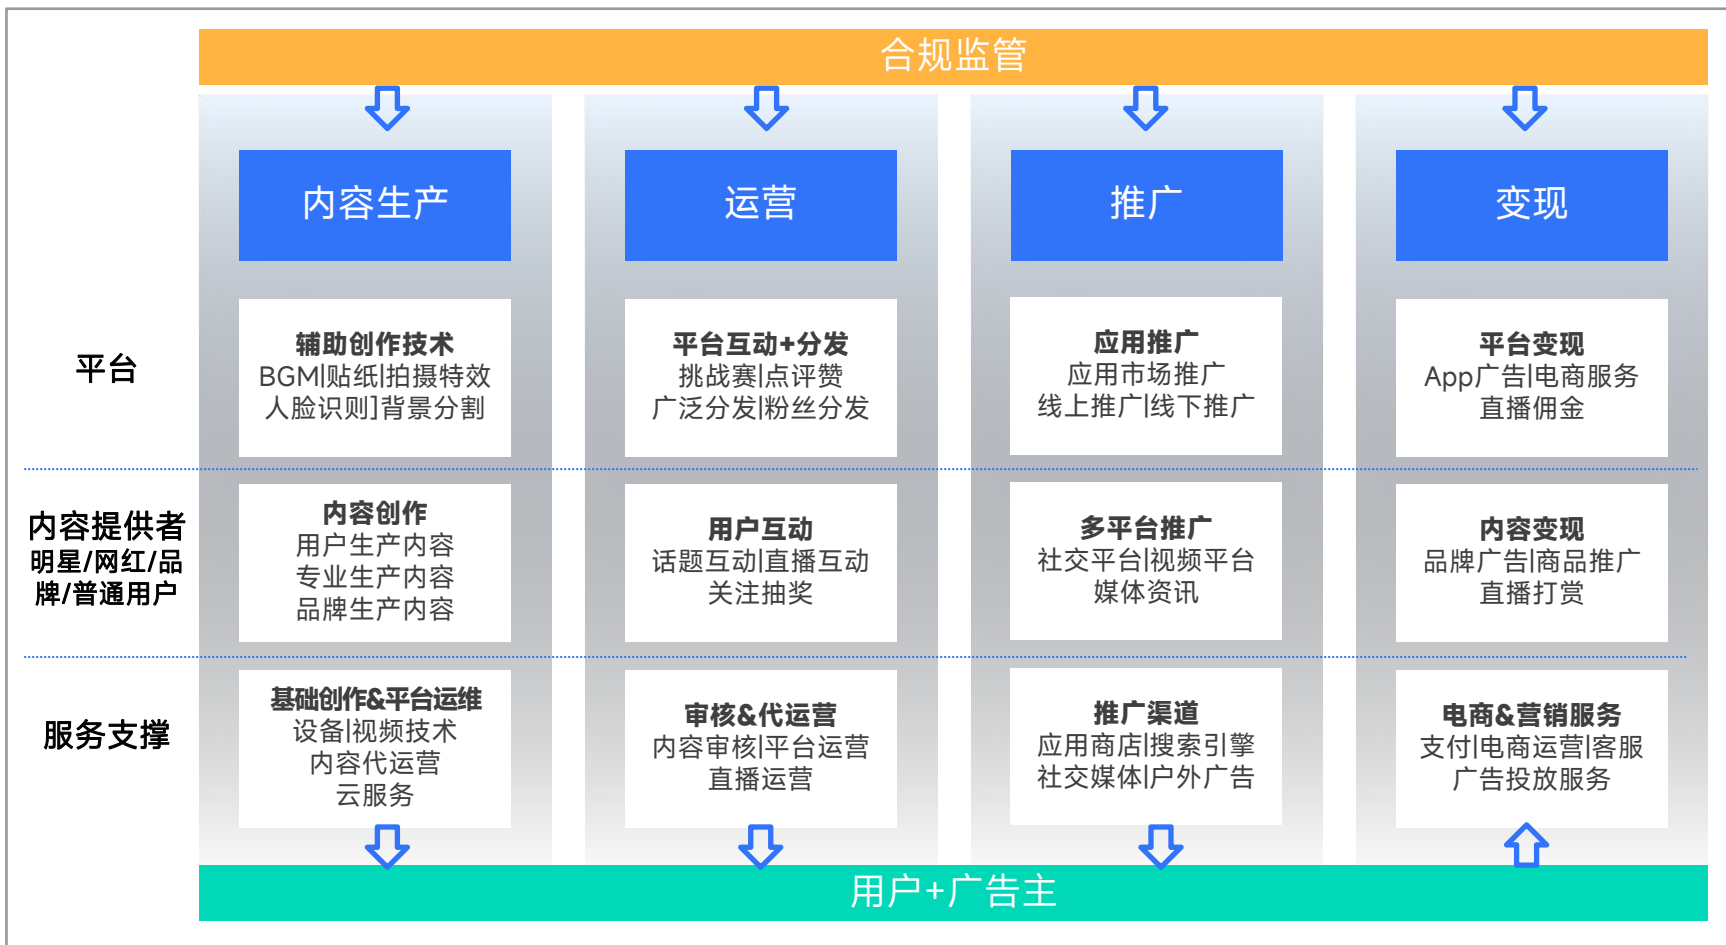 合规监管
内容生产
运营
推广
变现
平台
辅助创作技术
BGM|贴纸|拍摄特效
人脸识则]背景分割
平台互动+分发
挑战赛|点评赞
广泛分发|粉丝分发
应用推广
应用市场推广
线上推广|线下推广
平台变现
App广告|电商服务
直播佣金
内容提供者
明星/网红/品
牌/普通用户
内容创作
用户生产内容
专业生产内容
品牌生产内容
用户互动
话题互动|直播互动
关注抽奖
多平台推广
社交平台|视频平台
媒体资讯
内容变现
品牌广告|商品推广
直播打赏
服务支撑
基础创作&平台运维
设备|视频技术
内容代运营
云服务
审核&代运营
内容审核|平台运营
直播运营
推广渠道
应用商店|搜索引擎
社交媒体|户外广告
电商&营销服务
支付|电商运营|客服
广告投放服务
用户+广告主